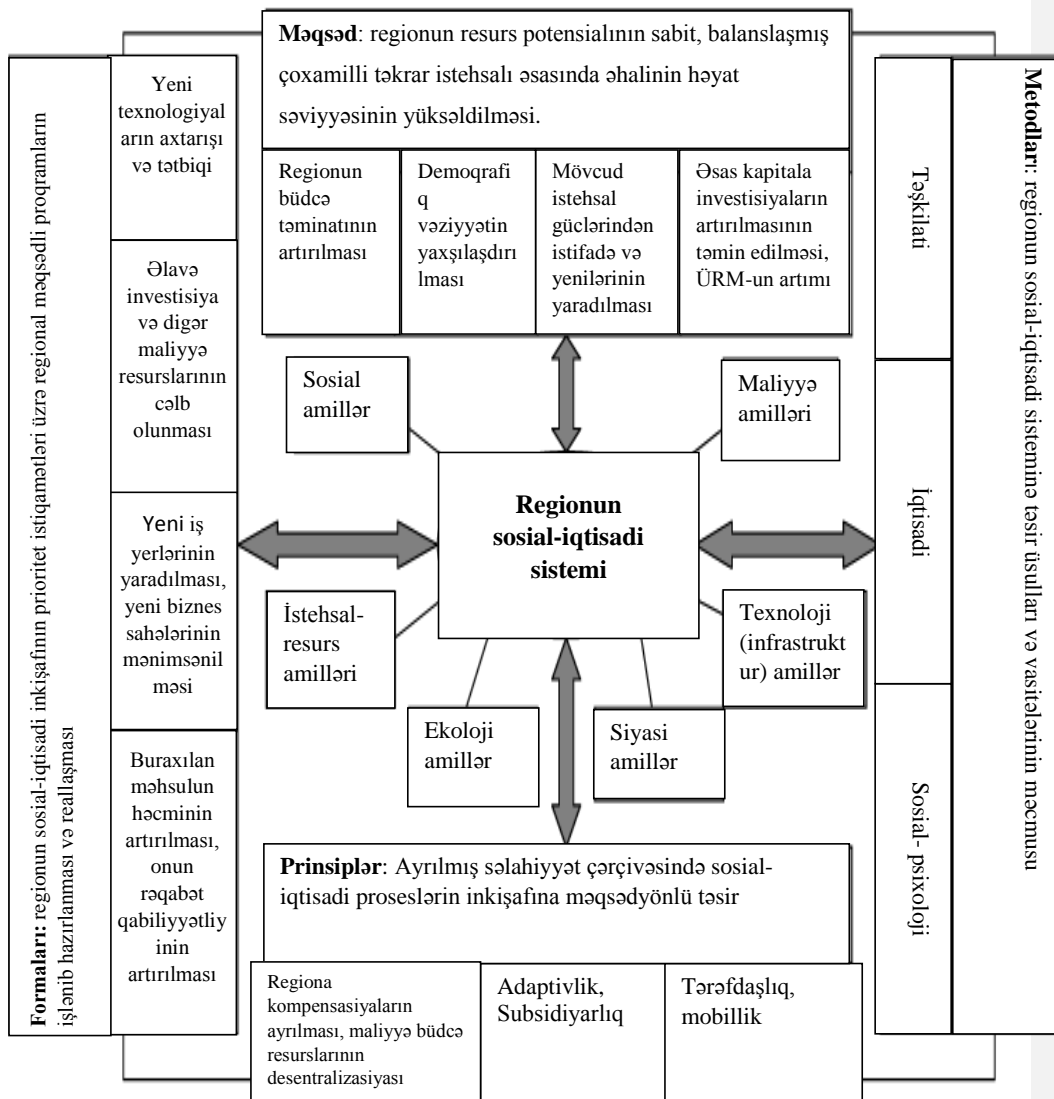 Məqsəd: regionun resurs potensialının sabit, balanslaşmış
çoxamilli təkrar istehsalı əsasında əhalinin həyat
səviyyəsinin yüksəldilməsi.
Regionun
büdcə
təminatının
artırılması
Demoqrafi
q
vəziyyətin
yaxşılaşdırı
lması
Mövcud
istehsal
güclərindən
istifadə və
yenilərinin
yaradılması
Əsas kapitala
investisiyaların
artırılmasının
təmin edilməsi,
ÜRM-un artımı
Formaları: regionun sosial-iqtisadi inkişafının prioritet istiqamətləri üzrə regional məqsədli proqramların
işlənib hazırlanması və reallaşması
Yeni
texnologiyal
arın axtarışı
və tətbiqi
Əlavə
investisiya
və digər
maliyyə
resurslarının
cəlb
olunması
Yeni iş
yerlərinin
yaradılması,
yeni biznes
sahələrinin
mənimsənil
məsi
Buraxılan
məhsulun
həcminin
artırılması,
onun
rəqabət
qabiliyyətliy
inin
artırılması
Sosial
amillər
Maliyyə
amilləri
Regionun
sosial-iqtisadi
sistemi
İstehsal-
resurs
amilləri
Texnoloji
(infrastrukt
ur) amillər
Ekoloji
amillər
Siyasi
amillər
Təşkilati
İqtisadi
Sosial- psixoloji
Metodları: regionun sosial-iqtisadi sisteminə təsir üsulları və vasitələrinin məcmusu
Prinsiplər: Ayrılmış səlahiyyət çərçivəsində sosial-
iqtisadi proseslərin inkişafına məqsədyönlü təsir
Regiona
kompensasiyaların
ayrılması, maliyyə büdcə
resurslarının
desentralizasiyası
Adaptivlik,
Subsidiyarlıq
Tərəfdaşlıq,
mobillik